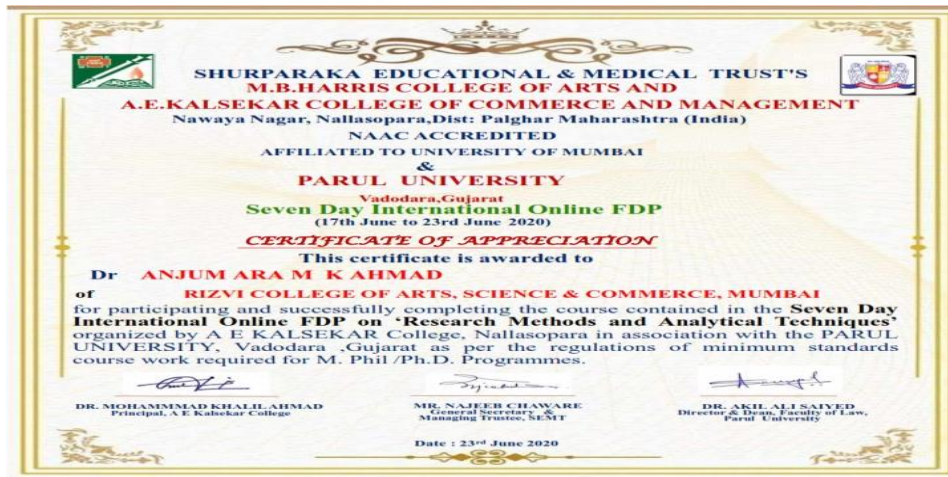 SHURPARAKA EDUCATIONAL & MEDICAL TRUST'S
M.B.HARRIS COLLEGE OF ARTS AND
A.E.KALSEKAR COLLEGE OF COMMERCE AND MANAGEMENT
Nawaya Nagar, Nallasopara,Dist: Palghar Maharashtra (India)
NAAC ACCREDITED
AFFILIATED TO UNIVERSITY OF MUMBAI
&
PARUL UNIVERSITY
Vadodara,Gujarat
Seven Day International Online FDP
(17th June to 23rd June 2020)
CERTIFICATE OF APPRECIATION
This certificate is awarded to
Dr ANJUM ARA M K AHMAD
of RIZVI COLLEGE OF ARTS, SCIENCE & COMMERCE, MUMBAI
for participating and successfully completing the course contained in the Seven Day
International Online FDP on ‘Research Methods and Analytical Techniques’
organized by A E KALSEKAR College, Nallasopara in association with the PARUL
UNIVERSITY, Vadodara ,Gujarat as per the regulations of minimum standards
course work required for M. Phil /Ph.D. Programmes.
DR. MOHAMMMAD KHALIL AHMAD
Principal, A E Kalsekar College
MR. NAJEEB CHAWARE
General Secretary &
Managing Trustee, SEMT
DR. AKIL ALI SAIYED
Director & Dean, Faculty of Law,
Parul University
Date : 23rd June 2020